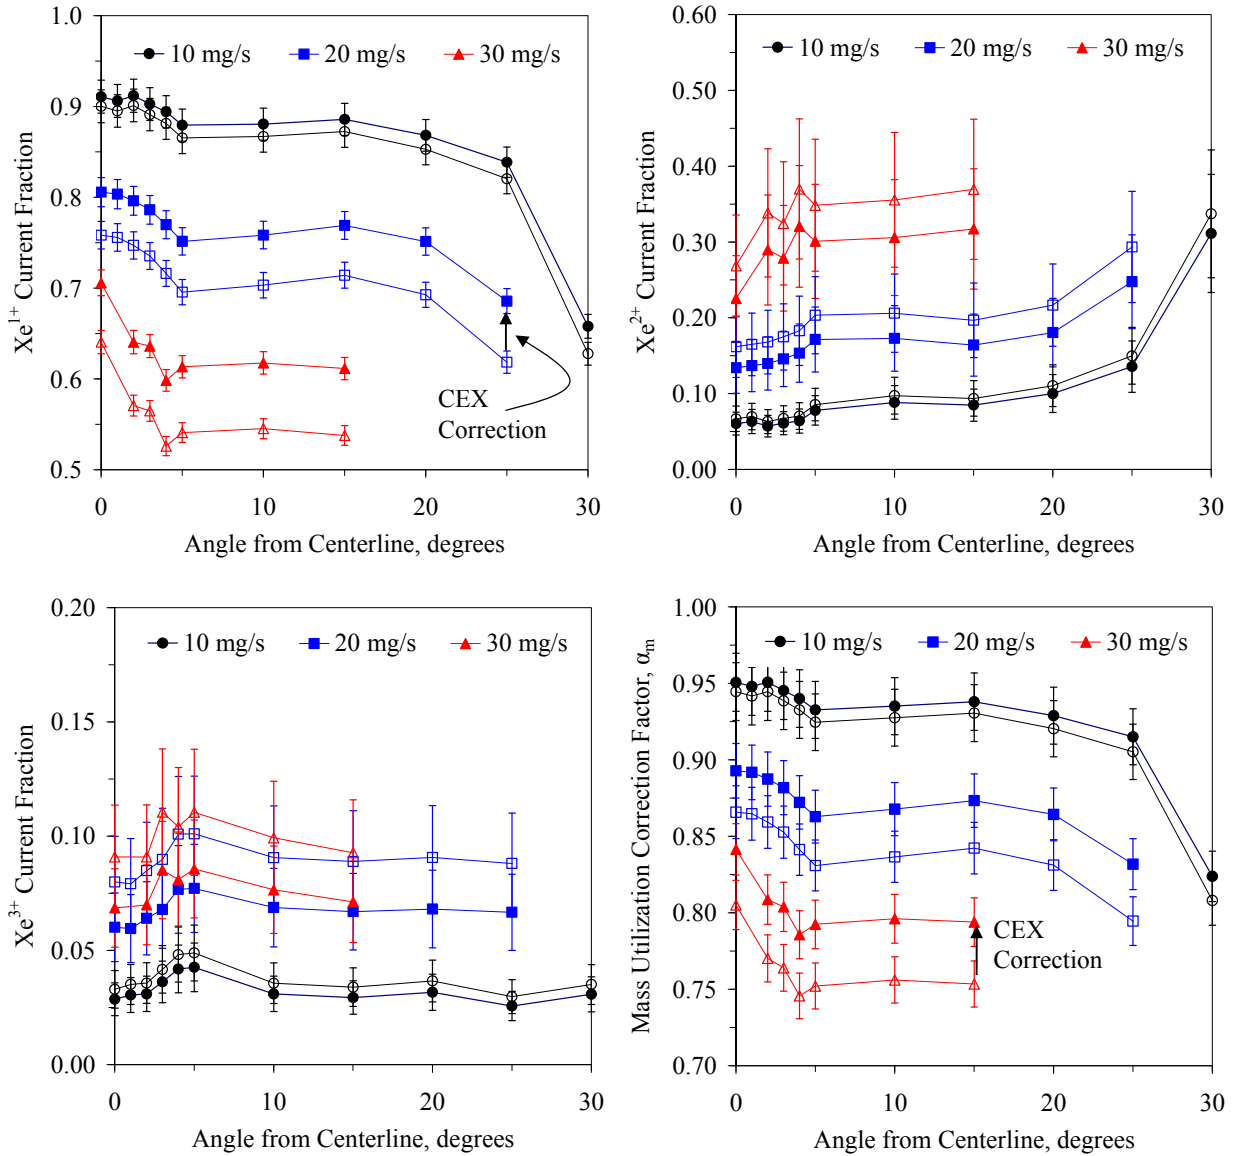 1.0
0.9
0.8
0.7
0.6
0.5
Xe1+ Current Fraction
10 mg/s 20 mg/s 30 mg/s
CEX
Correction
0 10 20 30
Angle from Centerline, degrees
0.60
0.50
0.40
0.30
0.20
0.10
0.00
Xe2+ Current Fraction
10 mg/s 20 mg/s 30 mg/s
0 10 20 30
Angle from Centerline, degrees
0.20
0.15
0.10
0.05
0.00
Xe3+ Current Fraction
10 mg/s 20 mg/s 30 mg/s
0 10 20 30
Angle from Centerline, degrees
1.00
0.95
0.90
0.85
0.80
0.75
0.70
Mass Utilization Correction Factor, αm
10 mg/s 20 mg/s 30 mg/s
CEX
Correction
0 5 10 15 20 25 30
Angle from Centerline, degrees